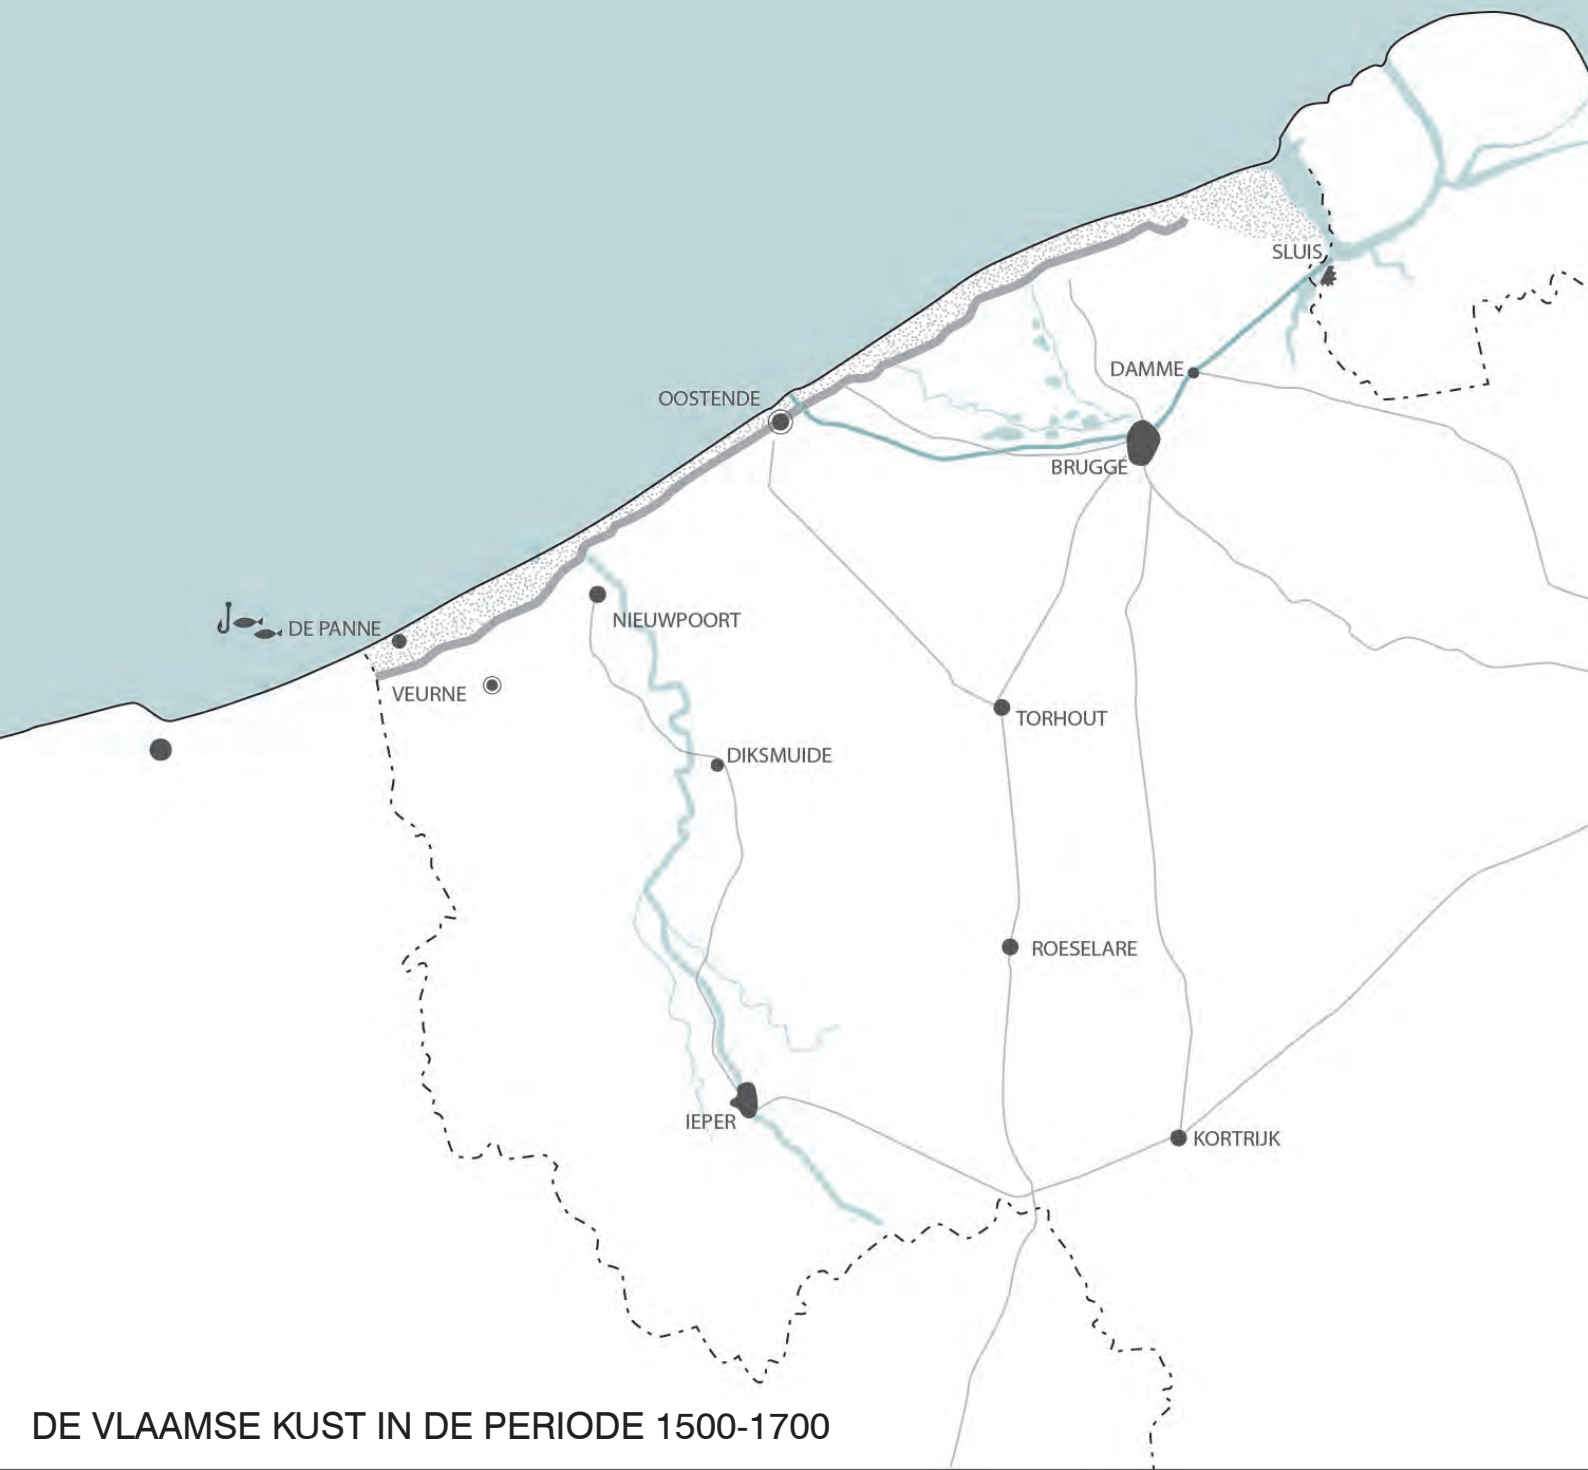 SLUIS
DAMME
OOSTENDE
BRUGGE
NIEUWPOORT
DE PANNE
VEURNE
TORHOUT
DIKSMUIDE
ROESELARE
IEPER
KORTRIJK
DE VLAAMSE KUST IN DE PERIODE 1500-1700